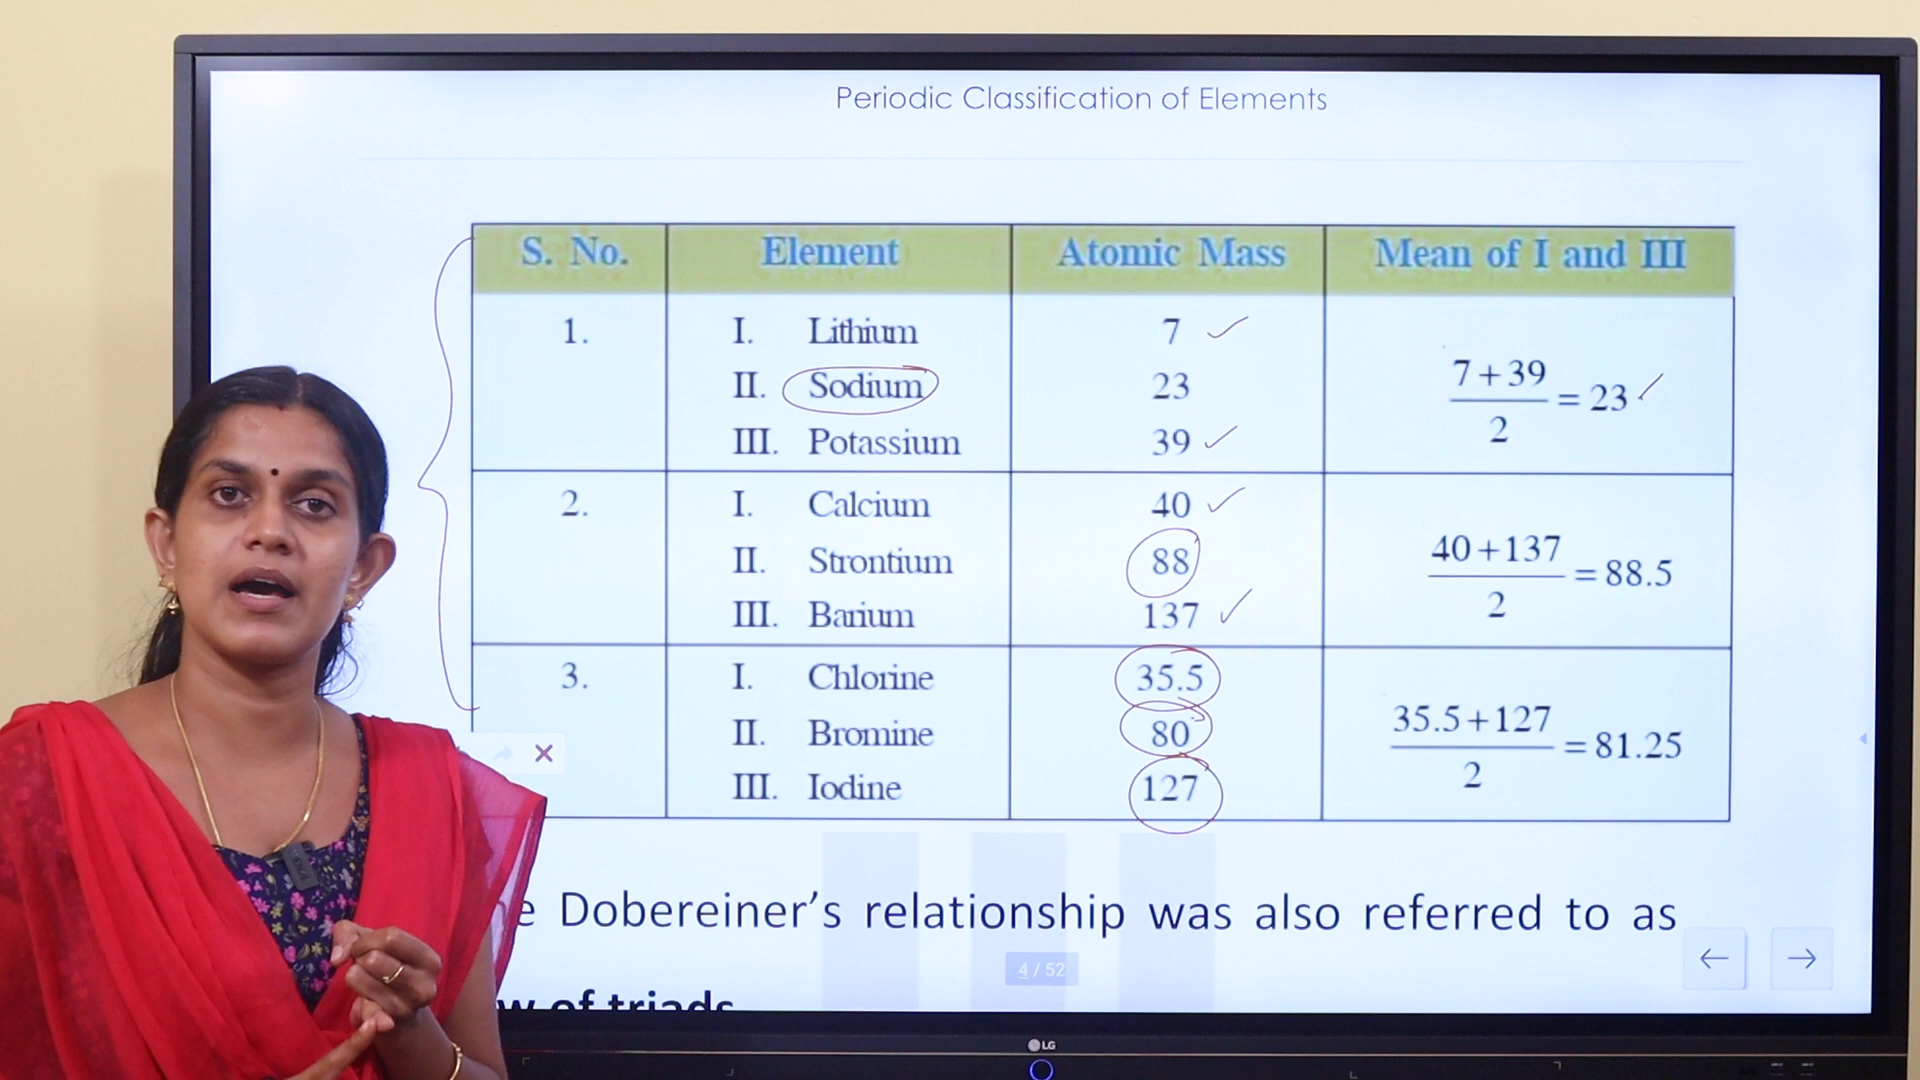 Periodic Classification of Elements
S. No. Element Atomic Mass Mean of I and III
1. I. Lithium 7
II. Sodium 23
III. Potassium 39
7 + 39
2
= 23
2. I. Calcium 40
II. Strontium 88
III. Barium 137
40 + 137
2
= 88.5
3. I. Chlorine 35.5
II. Bromine 80
III. Iodine 127
35.5 + 127
2
= 81.25
e Dobereiner’s relationship was also referred to as
4 / 52
w of triads
LG